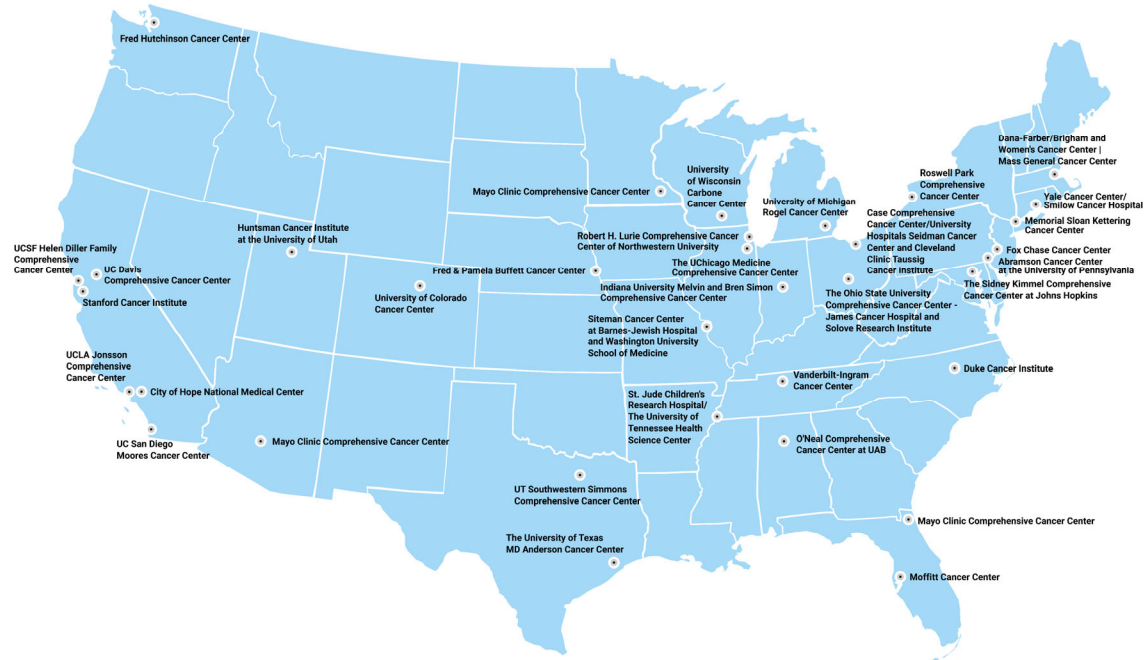 Fred Hutchinson Cancer Center
Dana-Farber/Brigham and
Women's Cancer Center |
Mass General Cancer Center
Mayo Clinic Comprehensive Cancer Center
University
of Wisconsin
Carbone
Cancer Center
University of Michigan
Rogel Cancer Center
Roswell Park
Comprehensive
Cancer Center
Yale Cancer Center/
Smilow Cancer Hospital
Memorial Sloan Kettering
Cancer Center
Case Comprehensive
Cancer Center/University
Hospitals Seidman Cancer
Center and Cleveland
Clinic Taussig
Cancer Institute
Fox Chase Cancer Center
Abramson Cancer Center
at the University of Pennsylvania
The Sidney Kimmel Comprehensive
Cancer Center at Johns Hopkins
Huntsman Cancer Institute
at the University of Utah
Robert H. Lurie Comprehensive Cancer
Center of Northwestern University
The UChicago Medicine
Comprehensive Cancer Center
Fred & Pamela Buffett Cancer Center
Indiana University Melvin and Bren Simon
Comprehensive Cancer Center
The Ohio State University
Comprehensive Cancer Center -
James Cancer Hospital and
Solove Research Institute
UCSF Helen Diller Family
Comprehensive
Cancer Center
UC Davis
Comprehensive Cancer Center
Stanford Cancer Institute
University of Colorado
Cancer Center
Siteman Cancer Center
at Barnes-Jewish Hospital
and Washington University
School of Medicine
UCLA Jonsson
Comprehensive
Cancer Center
City of Hope National Medical Center
Vanderbilt-Ingram
Cancer Center
Duke Cancer Institute
St. Jude Children's
Research Hospital/
The University of
Tennessee Health
Science Center
UC San Diego
Moores Cancer Center
Mayo Clinic Comprehensive Cancer Center
O'Neal Comprehensive
Cancer Center at UAB
UT Southwestern Simmons
Comprehensive Cancer Center
The University of Texas
MD Anderson Cancer Center
Mayo Clinic Comprehensive Cancer Center
Moffitt Cancer Center